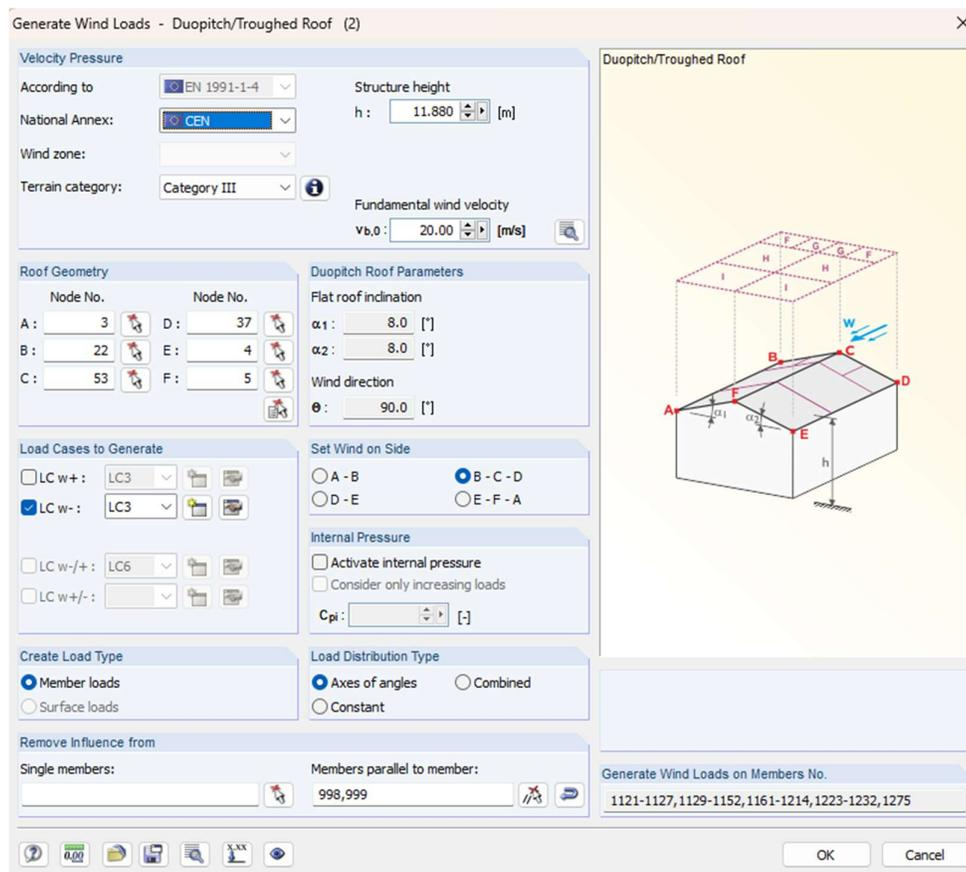 Generate Wind Loads - Duopitch/Troughed Roof (2)
Velocity Pressure
According to
EN 1991-1-4
Structure height
National Annex:
CEN
h : 11.880 [m]
Wind zone:
Terrain category:
Category III
Fundamental wind velocity
vb,0 : 20.00 [m/s]
Roof Geometry
Node No. Node No.
A : 3 D : 37
B : 22 E : 4
C : 53 F : 5
Duopitch Roof Parameters
Flat roof inclination
α1 : 8.0 [°]
α2 : 8.0 [°]
Wind direction
Θ : 90.0 [°]
Load Cases to Generate
LC w+ : LC3
LC w- : LC3
LC w-/+ : LC6
LC w+/- :
Set Wind on Side
A - B B - C - D
D - E E - F - A
Internal Pressure
Activate internal pressure
Consider only increasing loads
Cpi : [-]
Create Load Type
Member loads
Surface loads
Load Distribution Type
Axes of angles Combined
Constant
Remove Influence from
Single members:
Members parallel to member:
998,999
Duopitch/Troughed Roof
F G G F
H H
I I
W
B C
D
A F
α1 α2
E
h
Generate Wind Loads on Members No.
1121-1127,1129-1152,1161-1214,1223-1232,1275
0.00 X.XX
OK Cancel